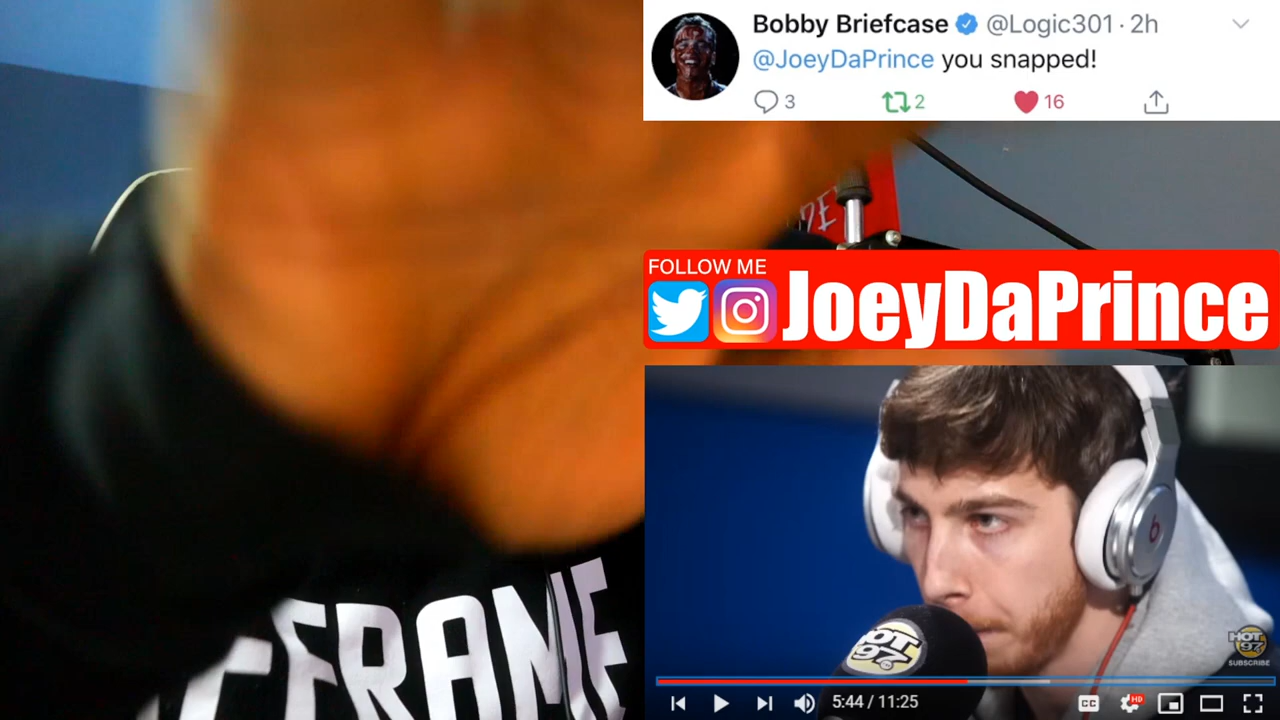 Bobby Briefcase @Logic301 · 2h
@JoeyDaPrince you snapped!
3 2 16
FOLLOW ME
JoeyDaPrince
FRAME
HOT 97
HOT 97
SUBSCRIBE
5:44 / 11:25
CC HD